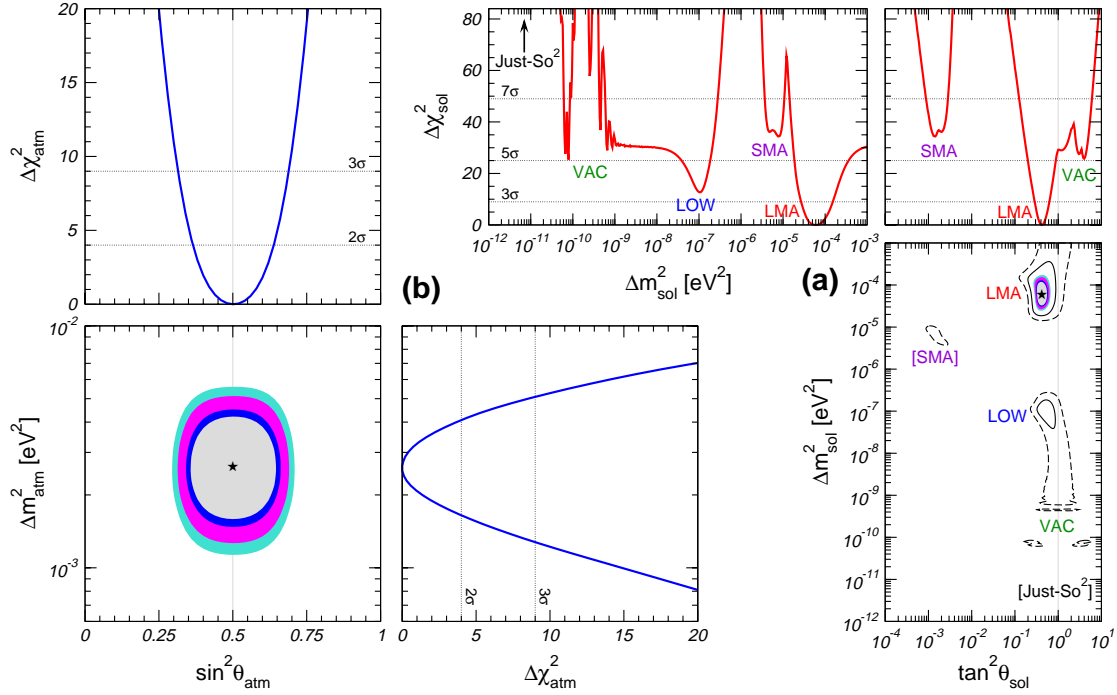 20
15
10
5
0
Δχ²atm
3σ
2σ
80
60
40
20
0
Δχ²sol
Just-So²
7σ
5σ
3σ
VAC
LOW
SMA
LMA
10⁻¹² 10⁻¹¹ 10⁻¹⁰ 10⁻⁹ 10⁻⁸ 10⁻⁷ 10⁻⁶ 10⁻⁵ 10⁻⁴ 10⁻³
Δm²sol [eV²]
SMA
LMA
VAC
(b)
(a)
10⁻²
10⁻³
Δm²atm [eV²]
0 0.25 0.5 0.75 1
sin²θatm
2σ
3σ
0 5 10 15 20
Δχ²atm
10⁻⁴
10⁻⁵
10⁻⁶
10⁻⁷
10⁻⁸
10⁻⁹
10⁻¹⁰
10⁻¹¹
10⁻¹²
Δm²sol [eV²]
LMA
[SMA]
LOW
VAC
[Just-So²]
10⁻⁴ 10⁻³ 10⁻² 10⁻¹ 10⁰ 10¹
tan²θsol